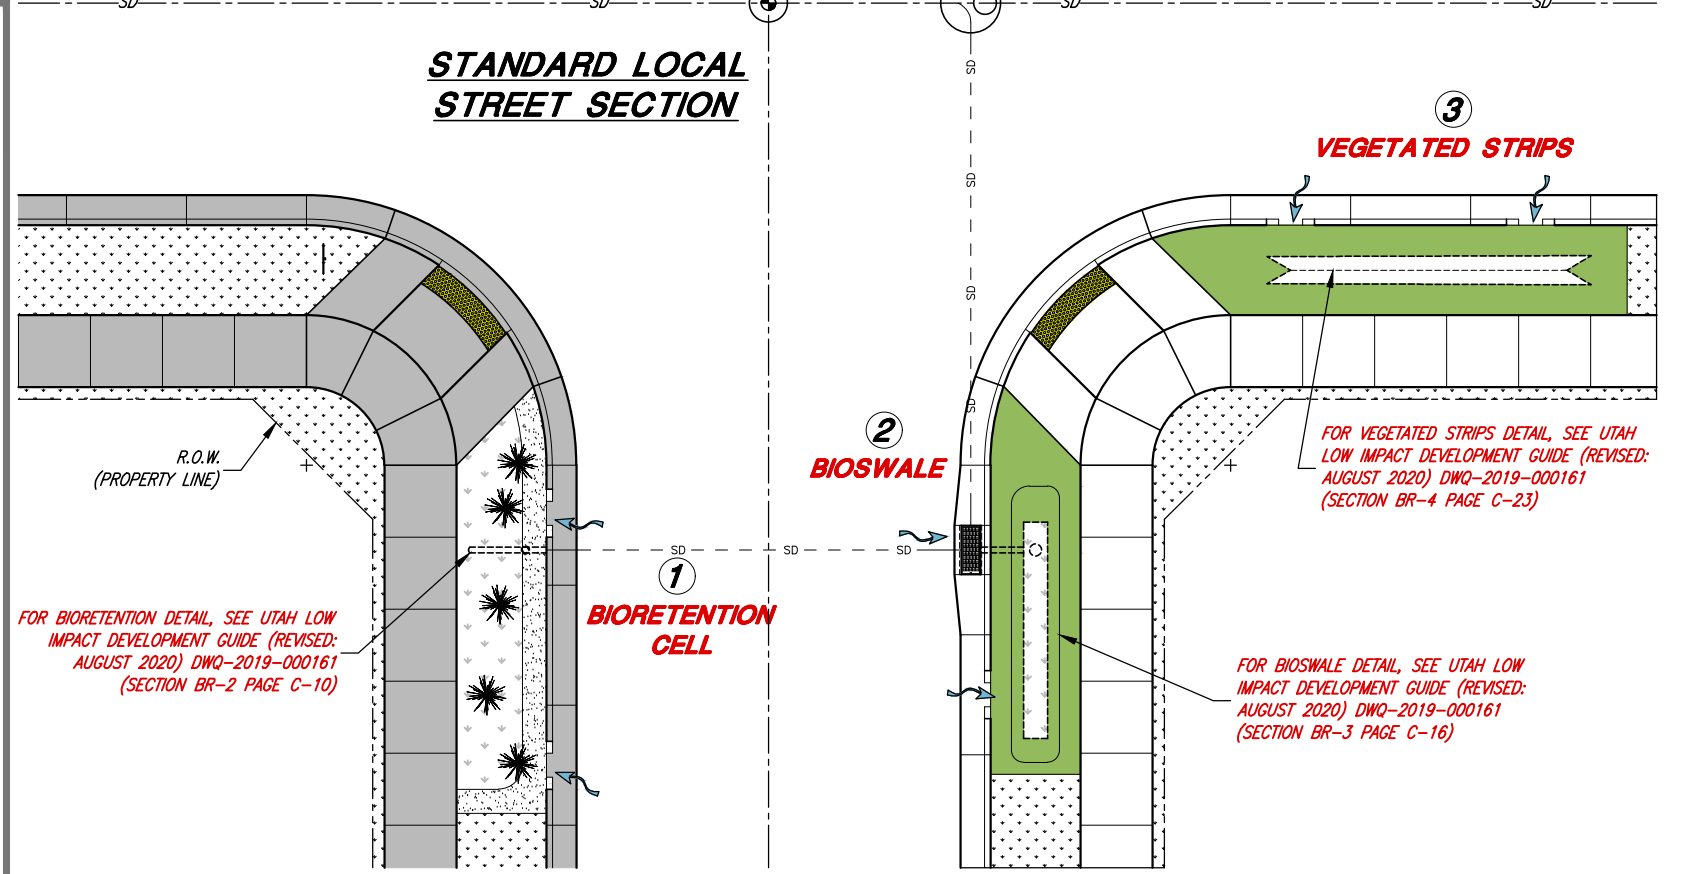 SD
SD
SD
SD
STANDARD LOCAL
STREET SECTION
SD
SD
SD
SD
3
VEGETATED STRIPS
R.O.W.
(PROPERTY LINE)
2
BIOSWALE
FOR VEGETATED STRIPS DETAIL, SEE UTAH
LOW IMPACT DEVELOPMENT GUIDE (REVISED:
AUGUST 2020) DWQ-2019-000161
(SECTION BR-4 PAGE C-23)
SD
SD
SD
1
BIORETENTION
CELL
FOR BIORETENTION DETAIL, SEE UTAH LOW
IMPACT DEVELOPMENT GUIDE (REVISED:
AUGUST 2020) DWQ-2019-000161
(SECTION BR-2 PAGE C-10)
FOR BIOSWALE DETAIL, SEE UTAH LOW
IMPACT DEVELOPMENT GUIDE (REVISED:
AUGUST 2020) DWQ-2019-000161
(SECTION BR-3 PAGE C-16)